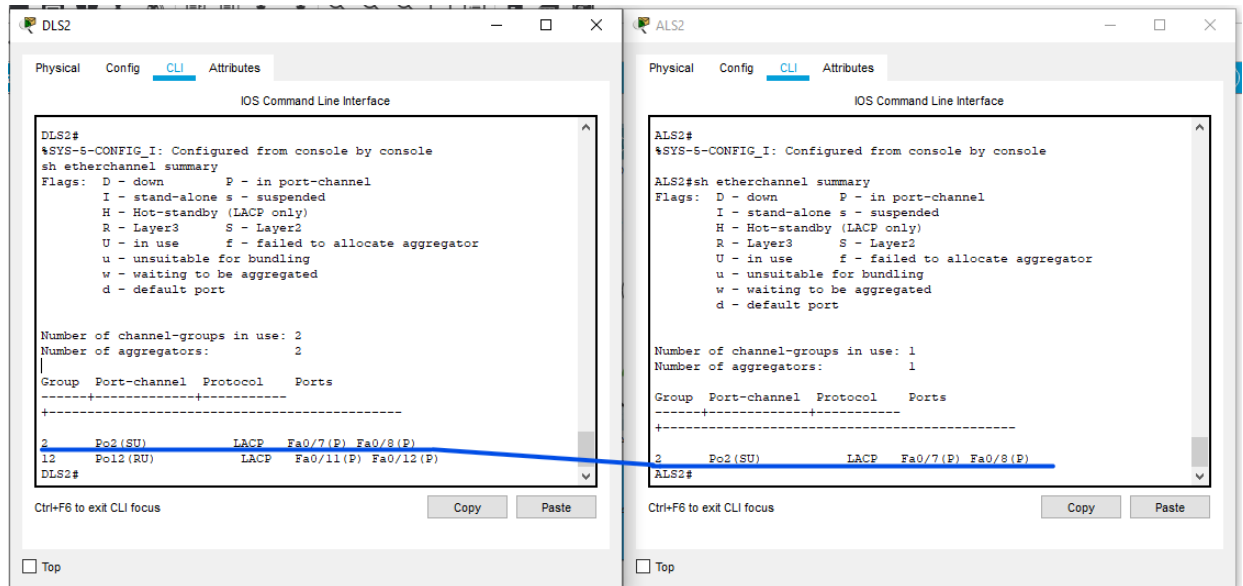 DLS2
Physical Config CLI Attributes
IOS Command Line Interface
DLS2#
%SYS-5-CONFIG_I: Configured from console by console
sh etherchannel summary
Flags:  D - down        P - in port-channel
        I - stand-alone s - suspended
        H - Hot-standby (LACP only)
        R - Layer3      S - Layer2
        U - in use      f - failed to allocate aggregator
        u - unsuitable for bundling
        w - waiting to be aggregated
        d - default port
Number of channel-groups in use: 2
Number of aggregators:           2
Group  Port-channel  Protocol    Ports
------+-------------+-----------
+----------------------------------------------
2      Po2(SU)           LACP   Fa0/7(P) Fa0/8(P)
12     Po12(RU)           LACP   Fa0/11(P) Fa0/12(P)
DLS2#
Ctrl+F6 to exit CLI focus
Copy Paste
Top
ALS2
Physical Config CLI Attributes
IOS Command Line Interface
ALS2#
%SYS-5-CONFIG_I: Configured from console by console
ALS2#sh etherchannel summary
Flags:  D - down        P - in port-channel
        I - stand-alone s - suspended
        H - Hot-standby (LACP only)
        R - Layer3      S - Layer2
        U - in use      f - failed to allocate aggregator
        u - unsuitable for bundling
        w - waiting to be aggregated
        d - default port
Number of channel-groups in use: 1
Number of aggregators:           1
Group  Port-channel  Protocol    Ports
------+-------------+-----------
+----------------------------------------------
2      Po2(SU)           LACP   Fa0/7(P) Fa0/8(P)
ALS2#
Ctrl+F6 to exit CLI focus
Copy Paste
Top